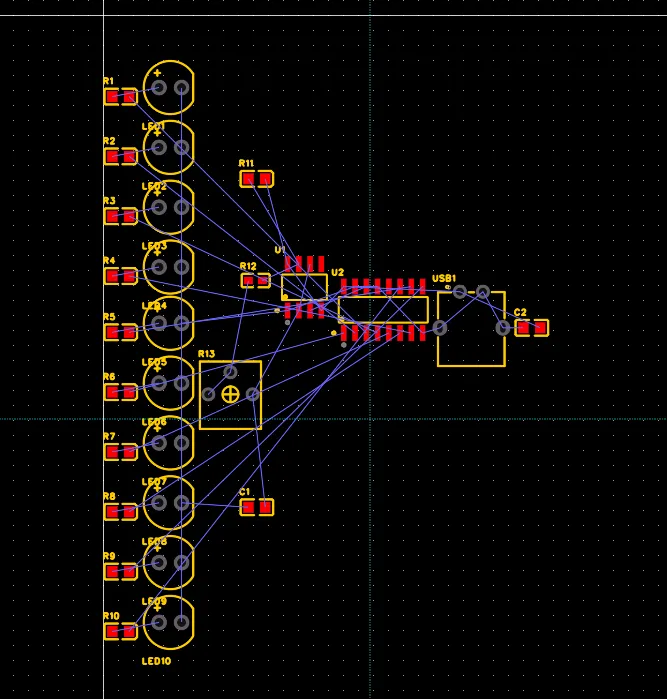 R1
LED1
R2
R11
LED2
R3
LED3
U1
R12
R4
U2
USB1
LED4
R5
C2
R13
LED5
R6
LED6
R7
LED7
R8
C1
LED8
R9
LED9
R10
LED10